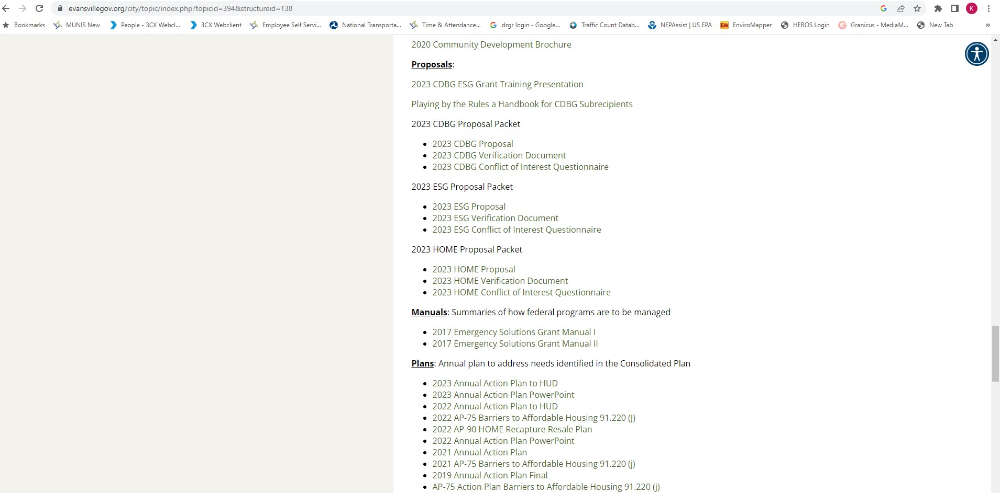 evansvillegov.org/city/topic/index.php?topicid=394&structureid=138
G
K
Bookmarks MUNIS New People - 3CX Webcl... 3CX Webclient Employee Self Servi... National Transporta... Time & Attendance... drgr login - Google... Traffic Count Datab... NEPAssist | US EPA EM EnviroMapper HEROS Login Granicus - MediaM... New Tab »
2020 Community Development Brochure
Proposals:
2023 CDBG ESG Grant Training Presentation
Playing by the Rules a Handbook for CDBG Subrecipients
2023 CDBG Proposal Packet
• 2023 CDBG Proposal
• 2023 CDBG Verification Document
• 2023 CDBG Conflict of Interest Questionnaire
2023 ESG Proposal Packet
• 2023 ESG Proposal
• 2023 ESG Verification Document
• 2023 ESG Conflict of Interest Questionnaire
2023 HOME Proposal Packet
• 2023 HOME Proposal
• 2023 HOME Verification Document
• 2023 HOME Conflict of Interest Questionnaire
Manuals: Summaries of how federal programs are to be managed
• 2017 Emergency Solutions Grant Manual I
• 2017 Emergency Solutions Grant Manual II
Plans: Annual plan to address needs identified in the Consolidated Plan
• 2023 Annual Action Plan to HUD
• 2023 Annual Action Plan PowerPoint
• 2022 Annual Action Plan to HUD
• 2022 AP-75 Barriers to Affordable Housing 91.220 (J)
• 2022 AP-90 HOME Recapture Resale Plan
• 2022 Annual Action Plan PowerPoint
• 2021 Annual Action Plan
• 2021 AP-75 Barriers to Affordable Housing 91.220 (j)
• 2019 Annual Action Plan Final
• AP-75 Action Plan Barriers to Affordable Housing 91.220 (j)